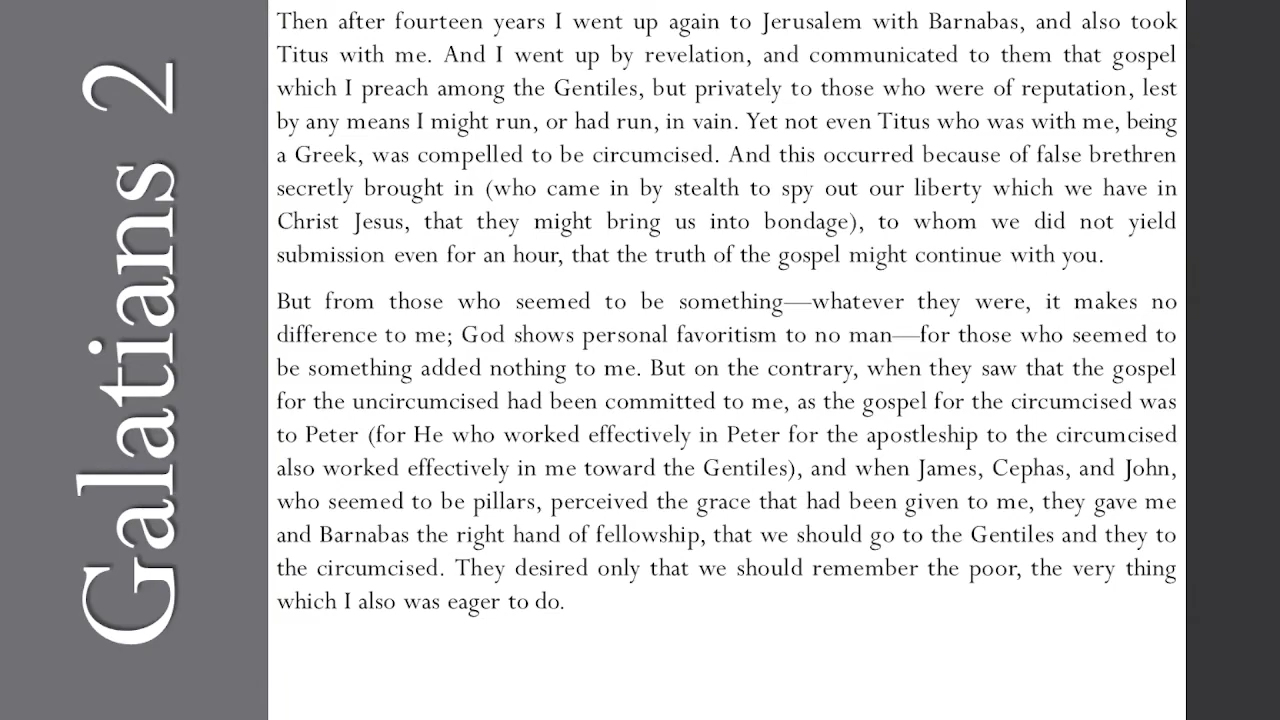 Galatians 2
Then after fourteen years I went up again to Jerusalem with Barnabas, and also took
Titus with me. And I went up by revelation, and communicated to them that gospel
which I preach among the Gentiles, but privately to those who were of reputation, lest
by any means I might run, or had run, in vain. Yet not even Titus who was with me, being
a Greek, was compelled to be circumcised. And this occurred because of false brethren
secretly brought in (who came in by stealth to spy out our liberty which we have in
Christ Jesus, that they might bring us into bondage), to whom we did not yield
submission even for an hour, that the truth of the gospel might continue with you.
But from those who seemed to be something—whatever they were, it makes no
difference to me; God shows personal favoritism to no man—for those who seemed to
be something added nothing to me. But on the contrary, when they saw that the gospel
for the uncircumcised had been committed to me, as the gospel for the circumcised was
to Peter (for He who worked effectively in Peter for the apostleship to the circumcised
also worked effectively in me toward the Gentiles), and when James, Cephas, and John,
who seemed to be pillars, perceived the grace that had been given to me, they gave me
and Barnabas the right hand of fellowship, that we should go to the Gentiles and they to
the circumcised. They desired only that we should remember the poor, the very thing
which I also was eager to do.